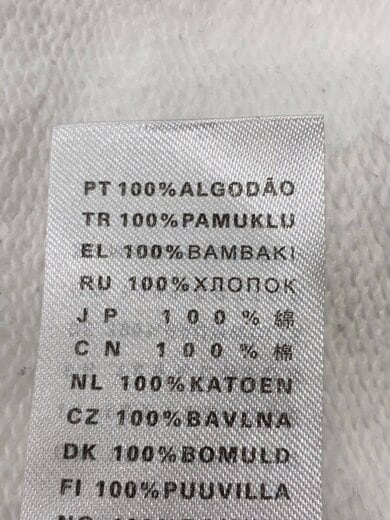 PT 100%ALGODÃO
TR 100%PAMUKLU
EL 100%BAMBAKI
RU 100%ХЛОПОК
JP 100%綿
CN 100%棉
NL 100%KATOEN
CZ 100%BAVLNA
DK 100%BOMULD
FI 100%PUUVILLA